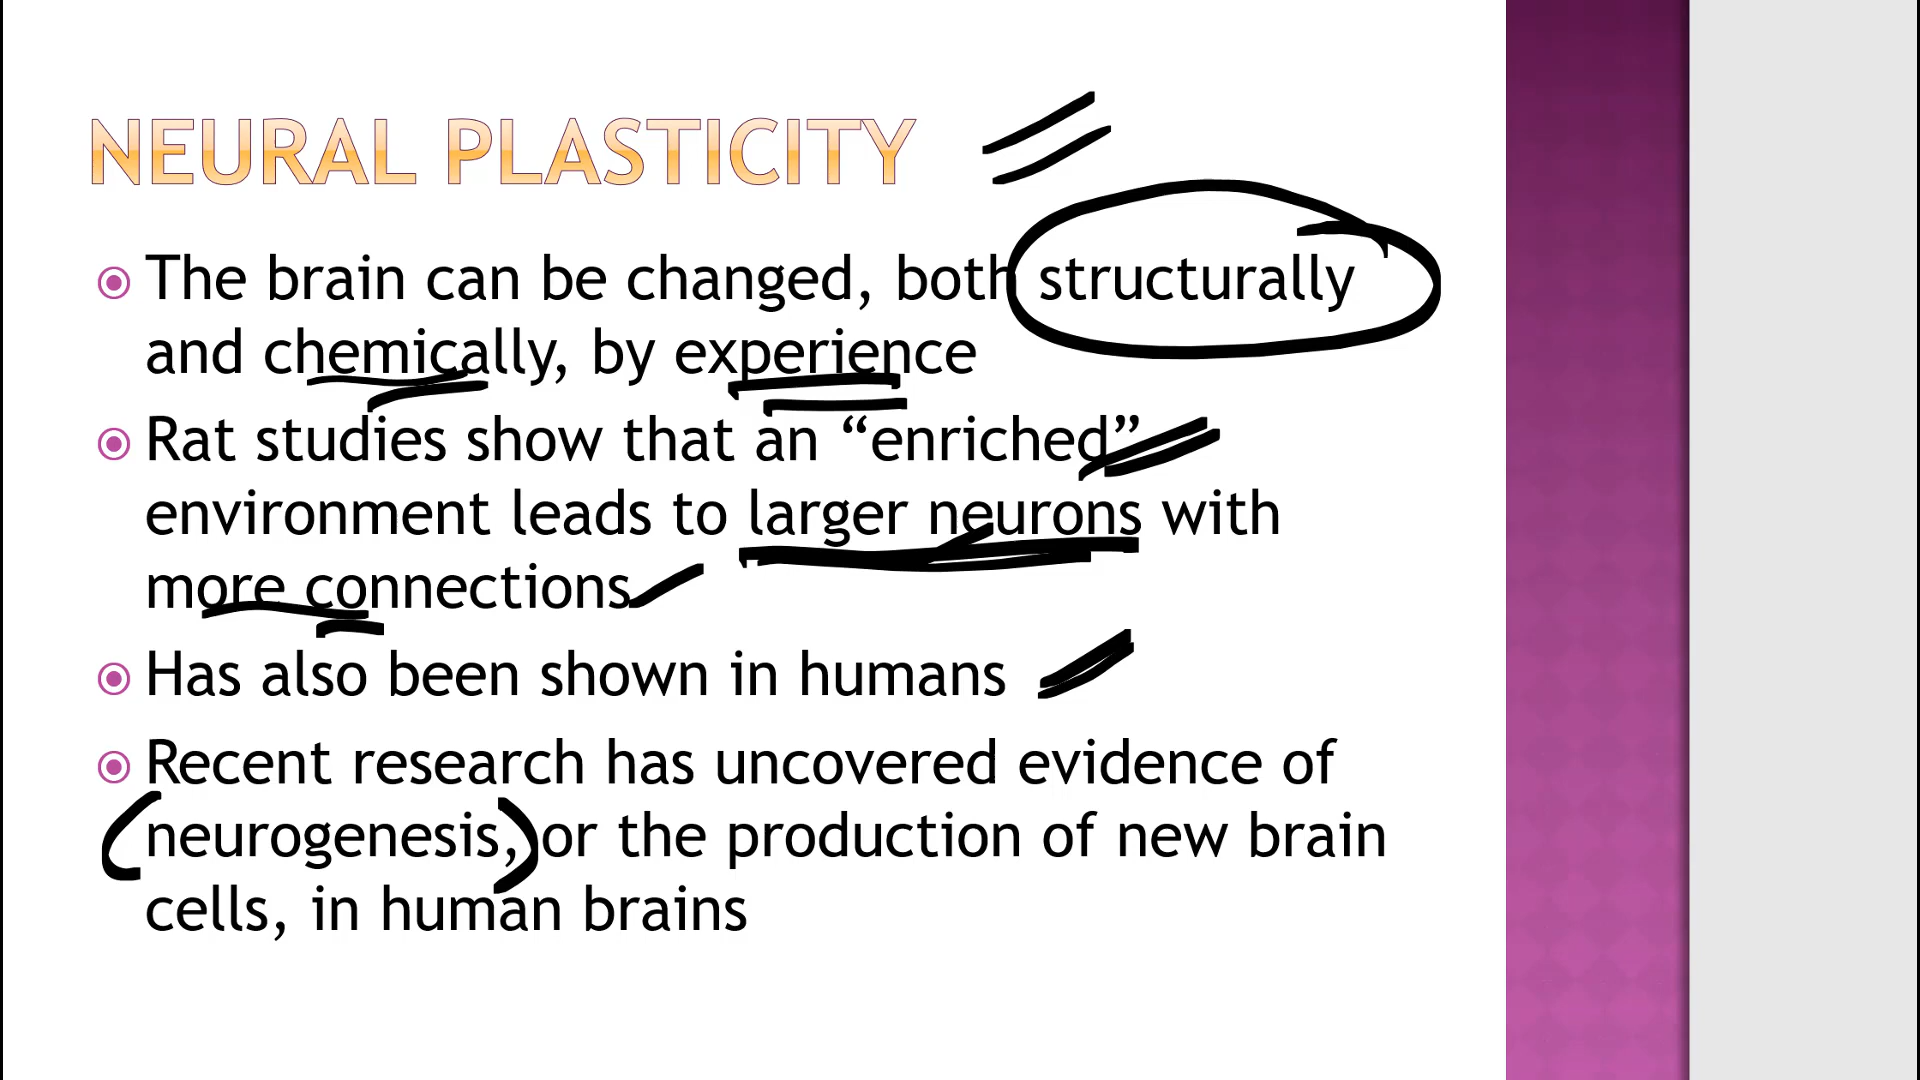 NEURAL PLASTICITY
The brain can be changed, both structurally
and chemically, by experience
Rat studies show that an “enriched”
environment leads to larger neurons with
more connections
Has also been shown in humans
Recent research has uncovered evidence of
neurogenesis, or the production of new brain
cells, in human brains